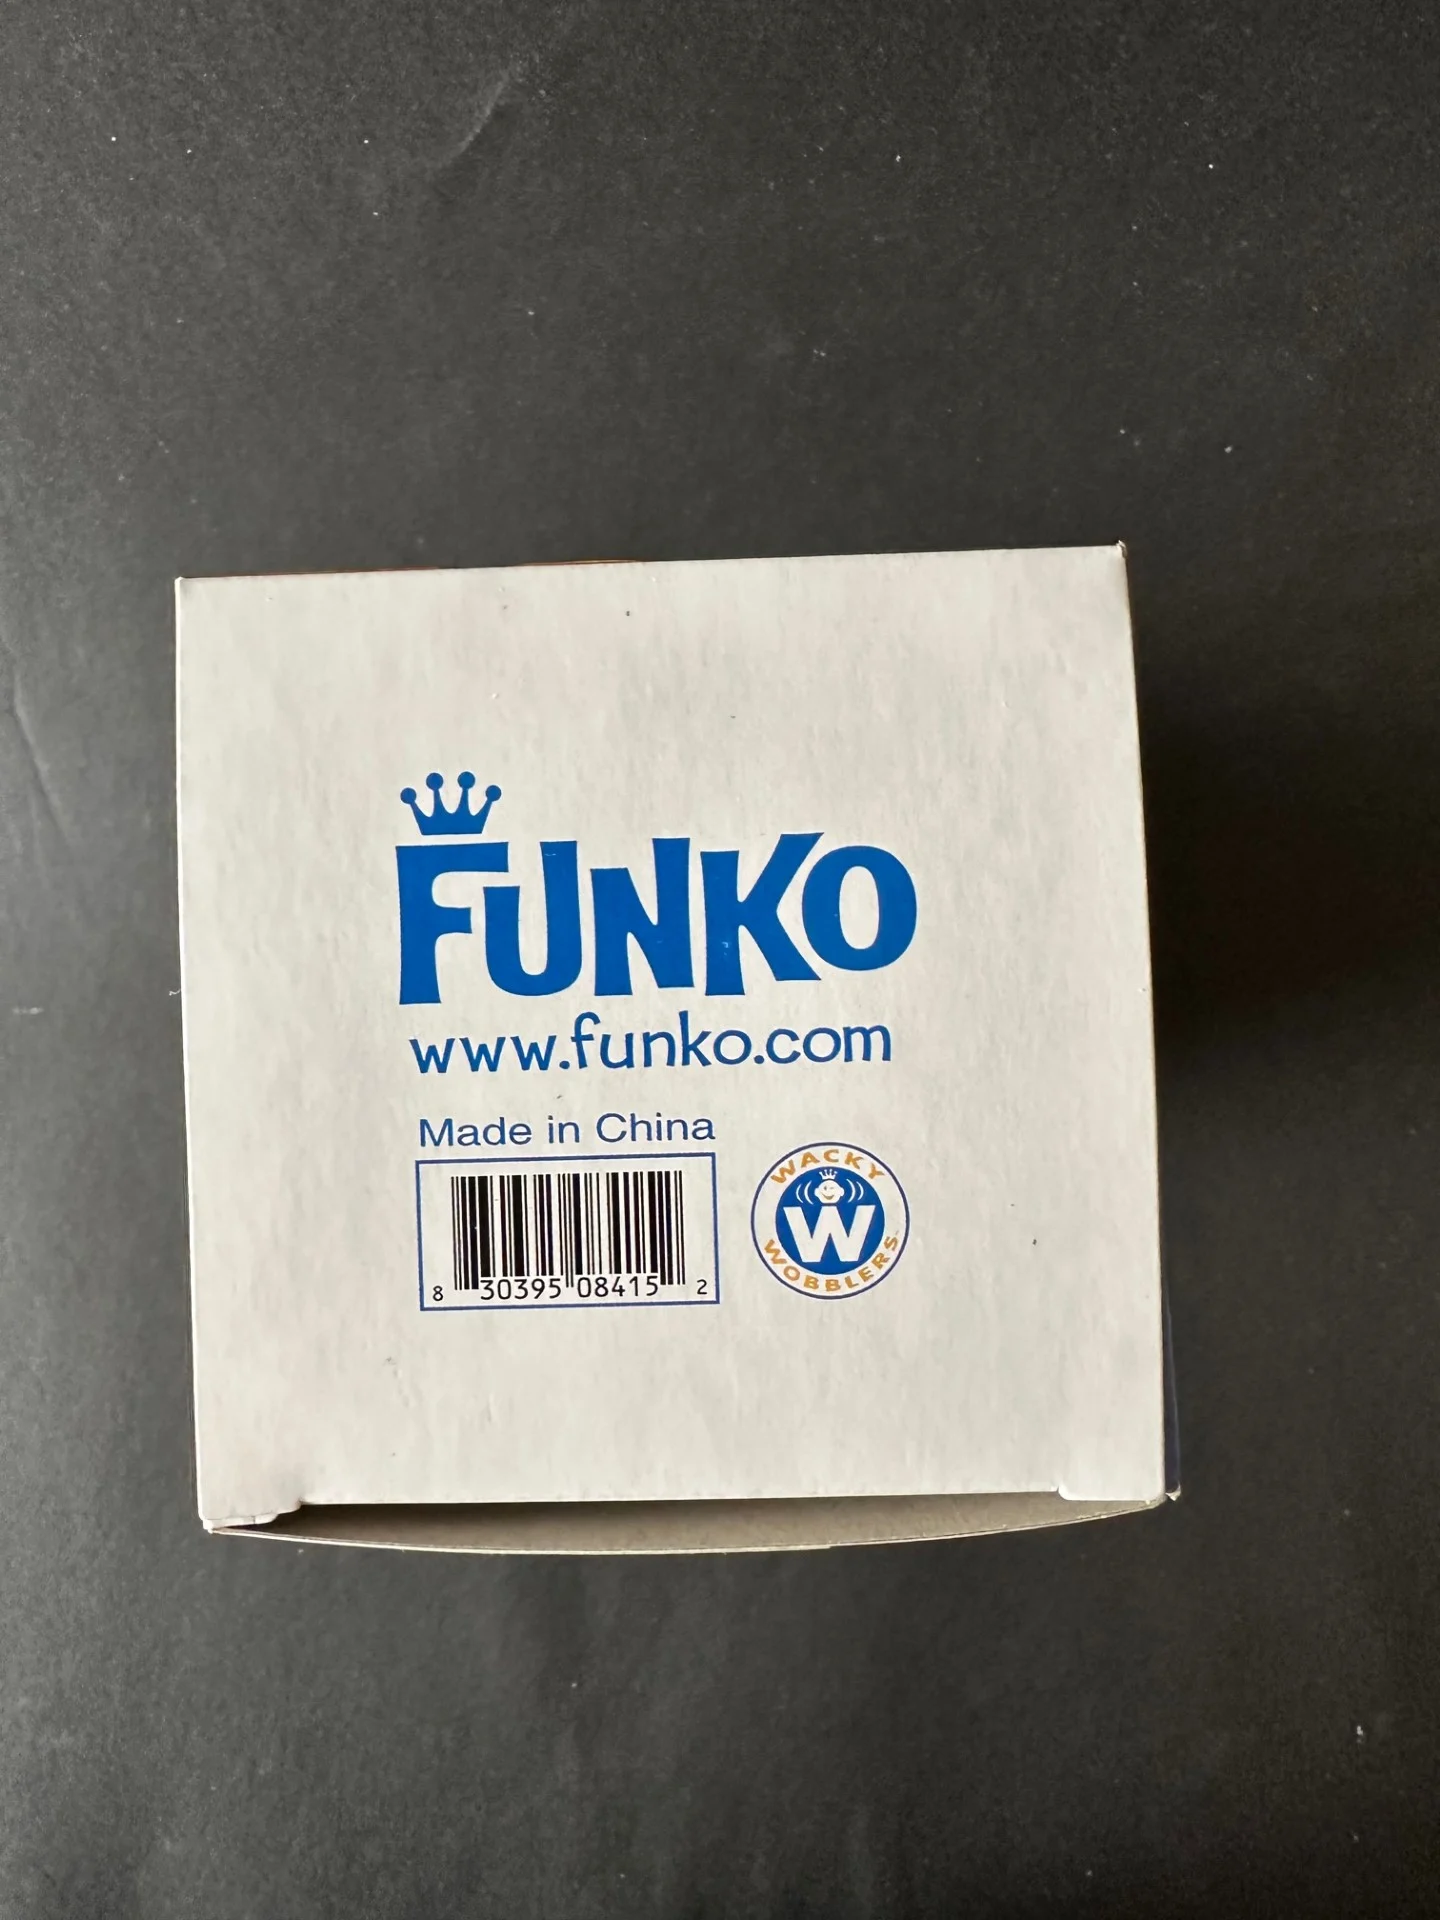 FUNKO
www.funko.com
Made in China
8 30395 08415 2
WACKY
W
WOBBLERS